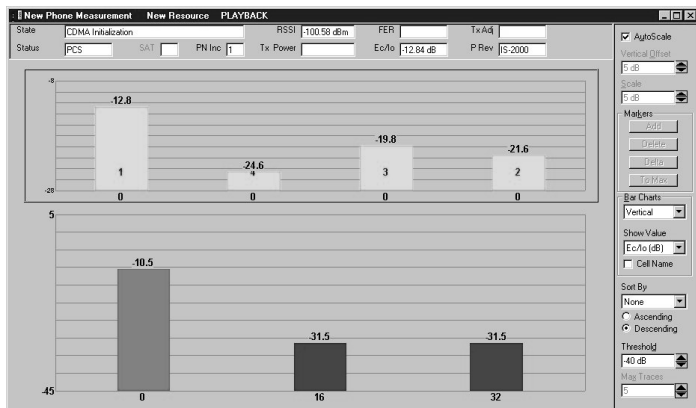 New Phone Measurement New Resource PLAYBACK
State CDMA Initialization RSSI -100.58 dBm FER Tx Adj
Status PCS SAT PN Inc 1 Tx Power Ec/Io -12.84 dB P Rev IS-2000
AutoScale
Vertical Offset
5 dB
Scale
5 dB
Markers
Add
Delete
Delta
To Max
Bar Charts
Vertical
Show Value
Ec/Io (dB)
Cell Name
Sort By
None
Ascending
Descending
Threshold
-40 dB
Max Traces
5
-8
-12.8 -24.6 -19.8 -21.6
1 4 3 2
-28
0 0 0 0
5
-10.5 -31.5 -31.5
-45
0 16 32